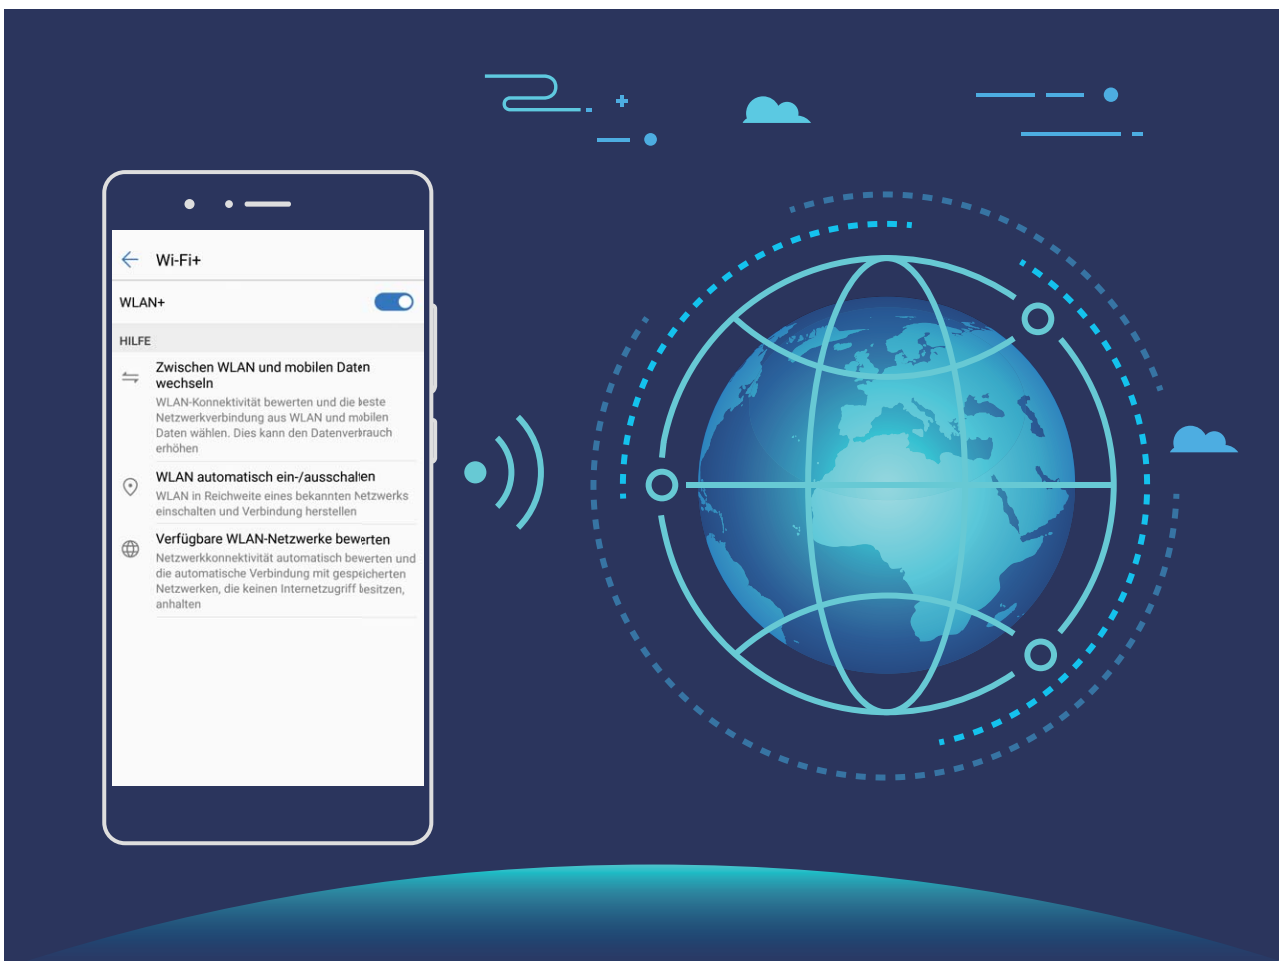 Wi-Fi+
WLAN+
HILFE
Zwischen WLAN und mobilen Daten
wechseln
WLAN-Konnektivität bewerten und die beste
Netzwerkverbindung aus WLAN und mobilen
Daten wählen. Dies kann den Datenverbrauch
erhöhen
WLAN automatisch ein-/ausschalten
WLAN in Reichweite eines bekannten Netzwerks
einschalten und Verbindung herstellen
Verfügbare WLAN-Netzwerke bewerten
Netzwerkkonnektivität automatisch bewerten und
die automatische Verbindung mit gespeicherten
Netzwerken, die keinen Internetzugriff besitzen,
anhalten